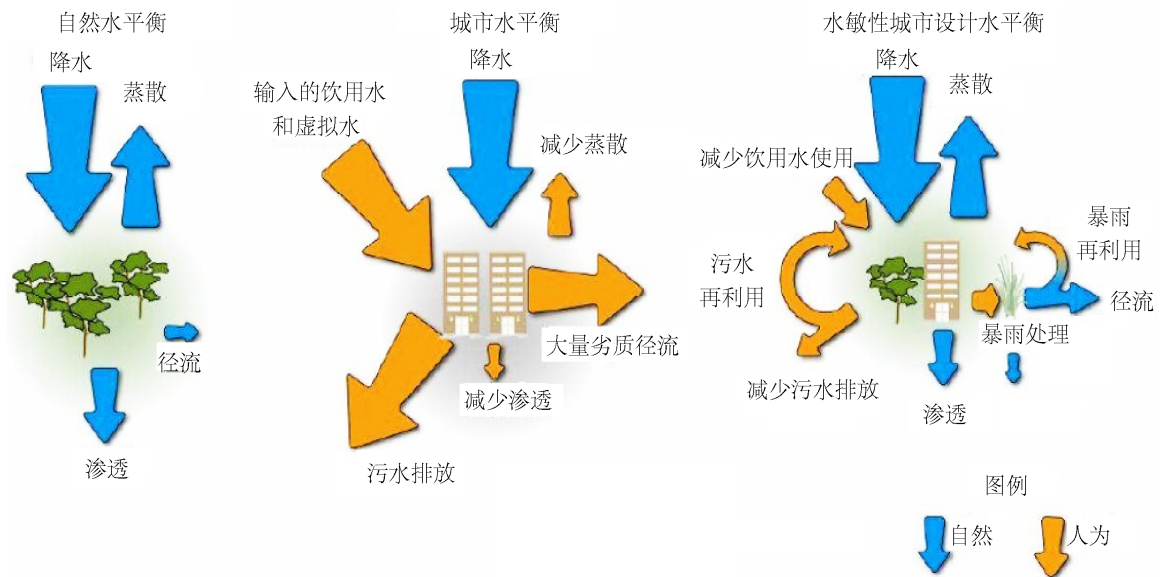 自然水平衡
降水
蒸散
径流
渗透
城市水平衡
降水
输入的饮用水
和虚拟水
减少蒸散
大量劣质径流
减少渗透
污水排放
水敏性城市设计水平衡
降水
蒸散
减少饮用水使用
暴雨
再利用
污水
再利用
径流
暴雨处理
减少污水排放
渗透
图例
自然
人为